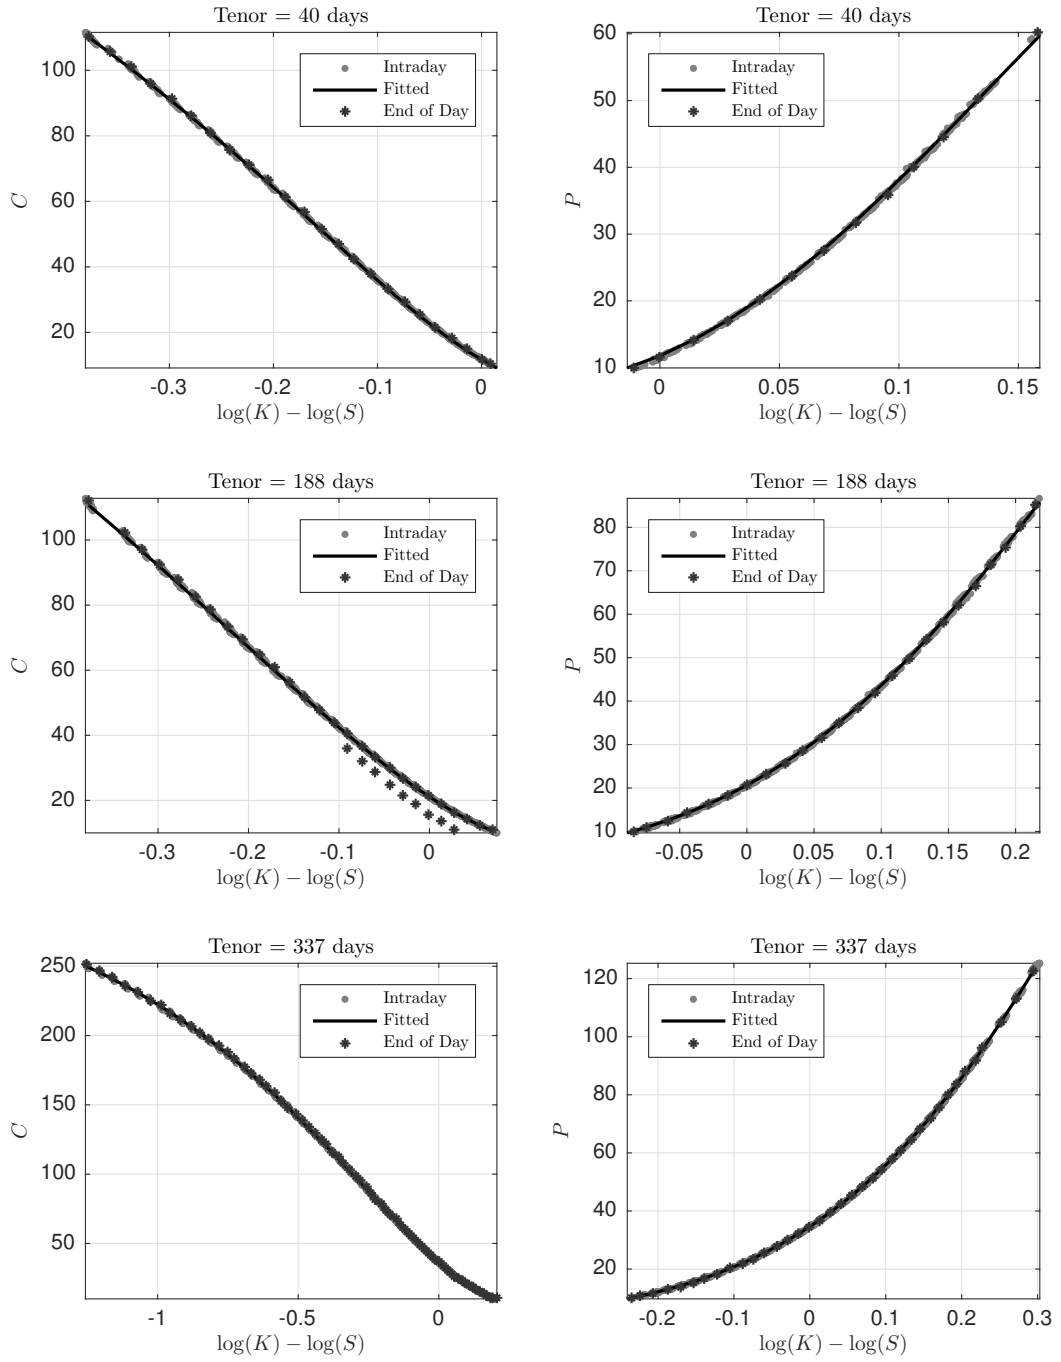 Tenor = 40 days
C
100
80
60
40
20
-0.3 -0.2 -0.1 0
log(K) − log(S)
Intraday
Fitted
End of Day
Tenor = 40 days
P
60
50
40
30
20
10
0 0.05 0.1 0.15
log(K) − log(S)
Intraday
Fitted
End of Day
Tenor = 188 days
C
100
80
60
40
20
-0.3 -0.2 -0.1 0
log(K) − log(S)
Intraday
Fitted
End of Day
Tenor = 188 days
P
80
70
60
50
40
30
20
10
-0.05 0 0.05 0.1 0.15 0.2
log(K) − log(S)
Intraday
Fitted
End of Day
Tenor = 337 days
C
250
200
150
100
50
-1 -0.5 0
log(K) − log(S)
Intraday
Fitted
End of Day
Tenor = 337 days
P
120
100
80
60
40
20
-0.2 -0.1 0 0.1 0.2 0.3
log(K) − log(S)
Intraday
Fitted
End of Day